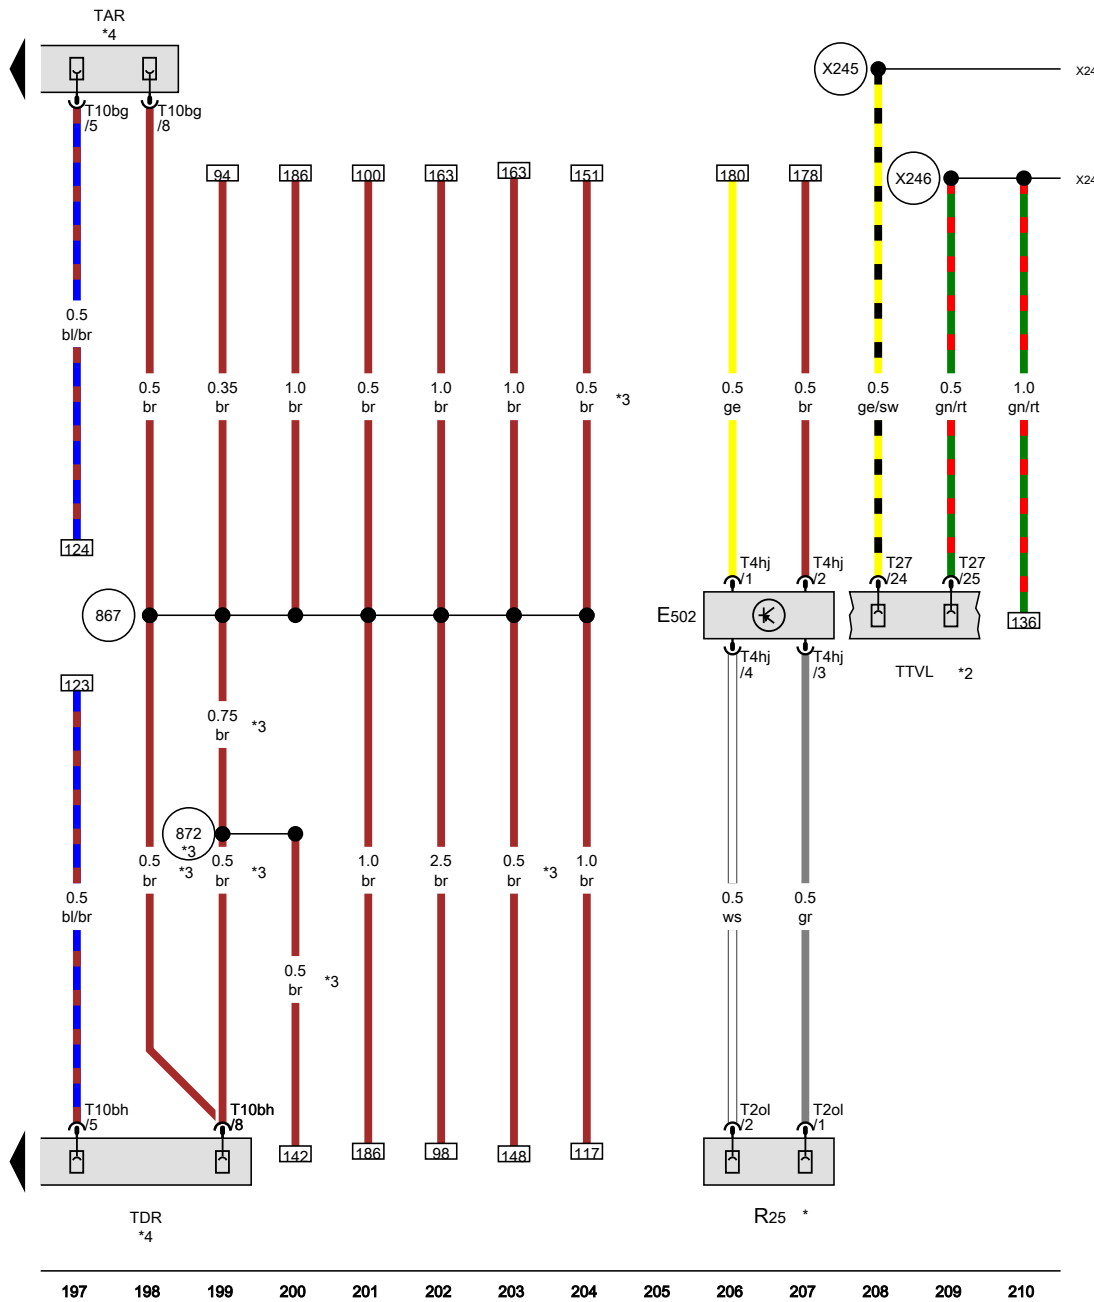 TAR
*4
T10bg
/5
T10bg
/8
X245
X24
94
186
100
163
163
151
180
178
X246
X24
0.5
bl/br
0.5
br
0.35
br
1.0
br
0.5
br
1.0
br
1.0
br
0.5
br
*3
0.5
ge
0.5
br
0.5
ge/sw
0.5
gn/rt
1.0
gn/rt
124
T4hj
/1
T4hj
/2
T27
/24
T27
/25
867
E502
136
T4hj
/4
T4hj
/3
TTVL *2
123
0.75
br
*3
872
*3
0.5
br
*3
0.5
br
*3
1.0
br
2.5
br
0.5
br
*3
1.0
br
0.5
bl/br
0.5
ws
0.5
gr
0.5
br
*3
T10bh
/5
T10bh
/8
T2ol
/2
T2ol
/1
142
186
98
148
117
TDR
*4
R25 *
197 198 199 200 201 202 203 204 205 206 207 208 209 210